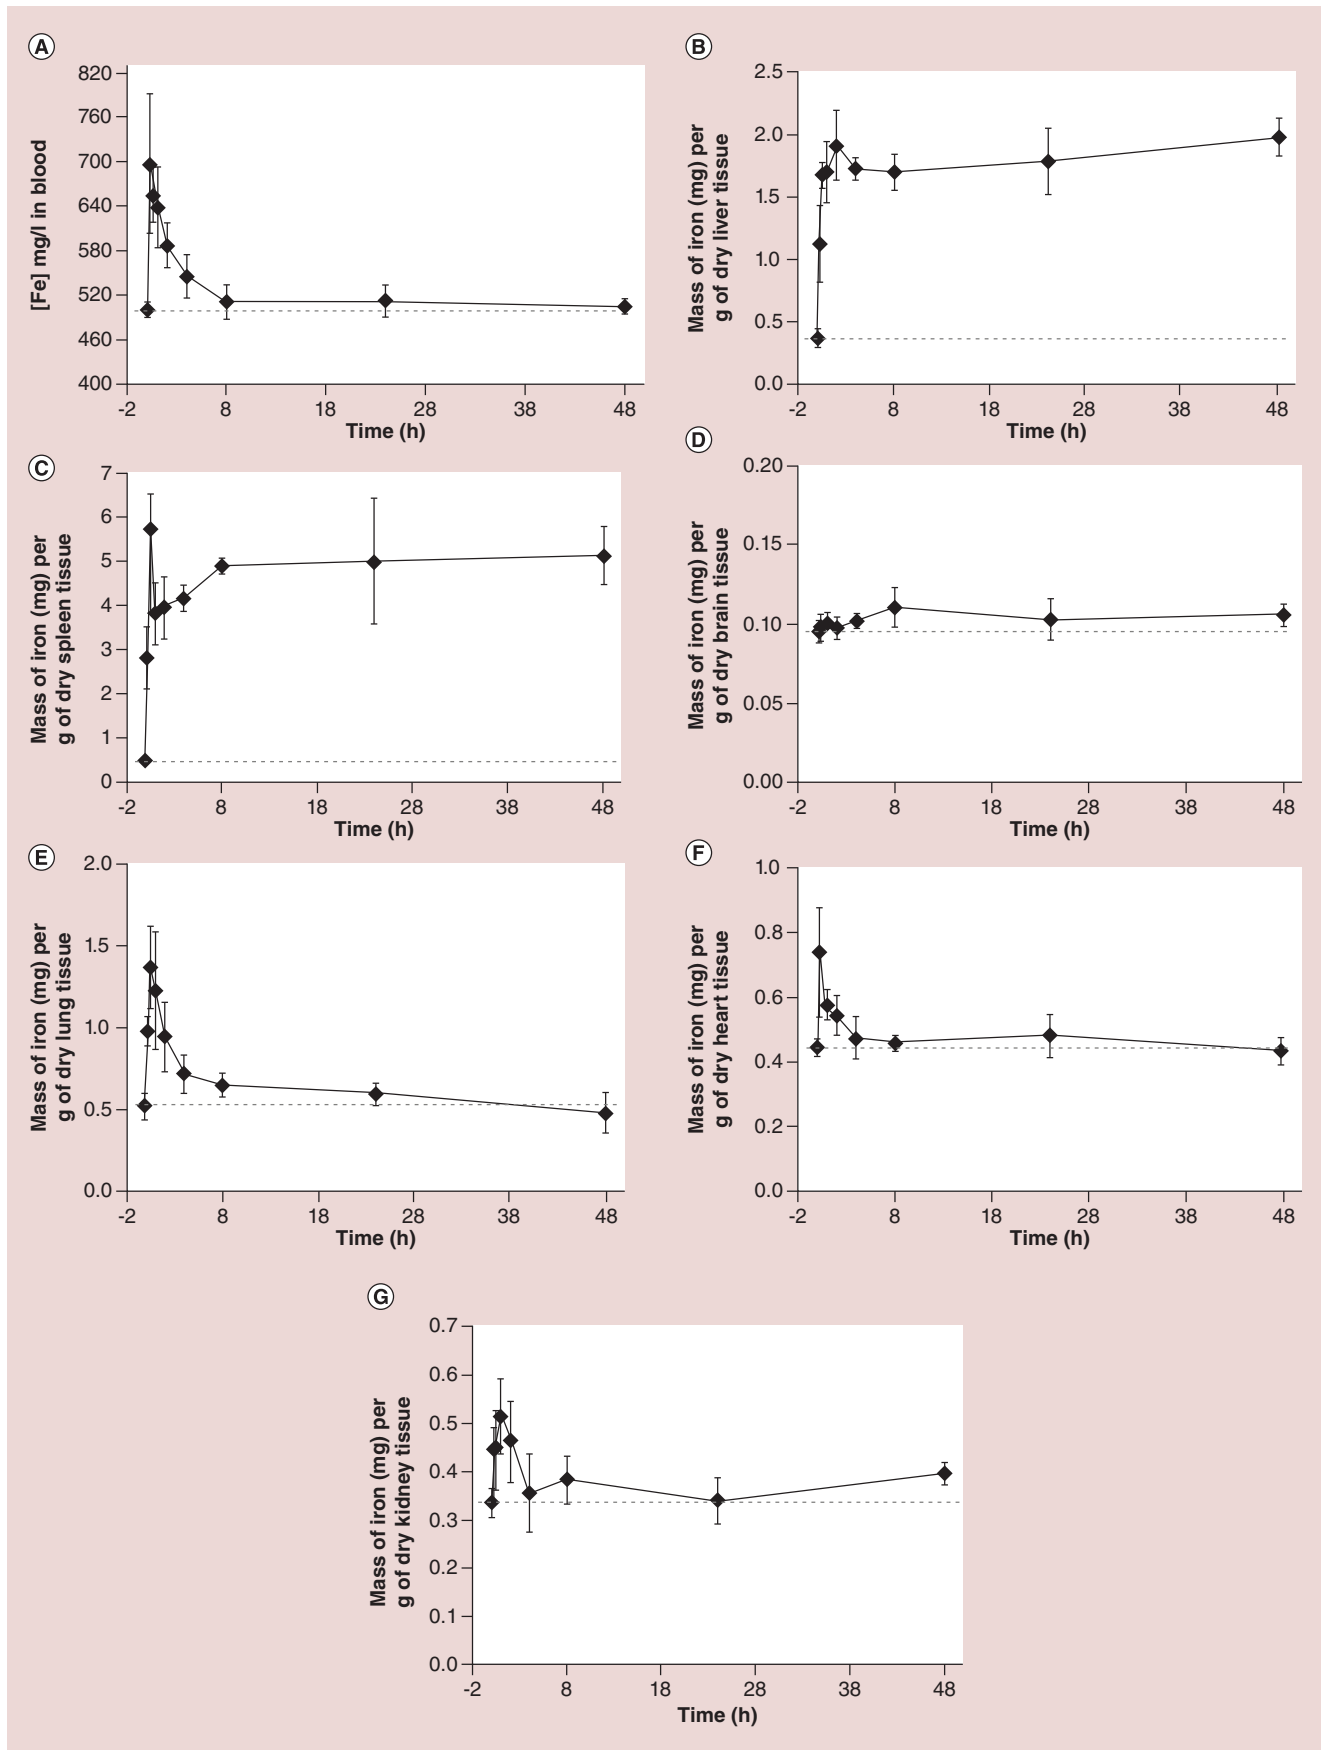 A
[Fe] mg/l in blood
820
760
700
640
580
520
460
400
-2 8 18 28 38 48
Time (h)
B
Mass of iron (mg) per
g of dry liver tissue
2.5
2.0
1.5
1.0
0.5
0.0
-2 8 18 28 38 48
Time (h)
C
Mass of iron (mg) per
g of dry spleen tissue
7
6
5
4
3
2
1
0
-2 8 18 28 38 48
Time (h)
D
Mass of iron (mg) per
g of dry brain tissue
0.20
0.15
0.10
0.05
0.00
-2 8 18 28 38 48
Time (h)
E
Mass of iron (mg) per
g of dry lung tissue
2.0
1.5
1.0
0.5
0.0
-2 8 18 28 38 48
Time (h)
F
Mass of iron (mg) per
g of dry heart tissue
1.0
0.8
0.6
0.4
0.2
0.0
-2 8 18 28 38 48
Time (h)
G
Mass of iron (mg) per
g of dry kidney tissue
0.7
0.6
0.5
0.4
0.3
0.2
0.1
0.0
-2 8 18 28 38 48
Time (h)